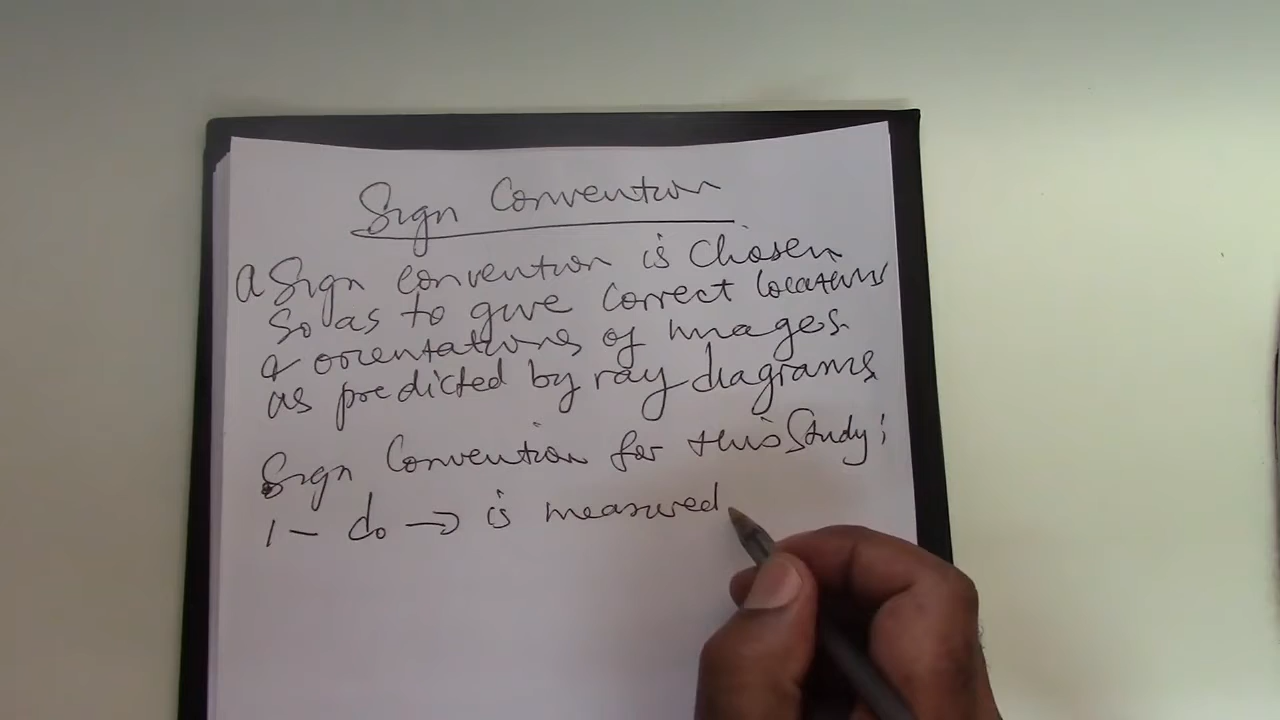 Sign Convention
a Sign convention is chosen
so as to give correct locations
& orientations of images
as predicted by ray diagrams
Sign Convention for this Study;
1 - do → is measured